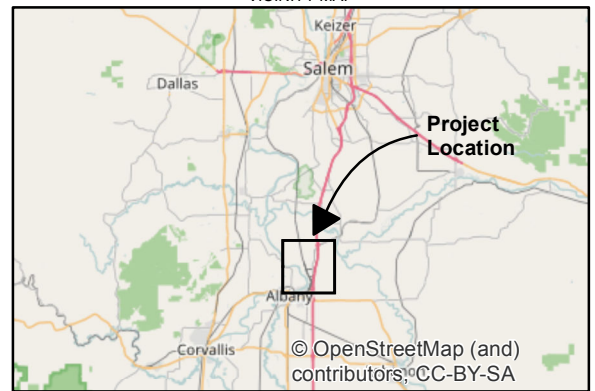 Keizer
Salem
Dallas
Project
Location
Albany
Corvallis
© OpenStreetMap (and)
contributors, CC-BY-SA